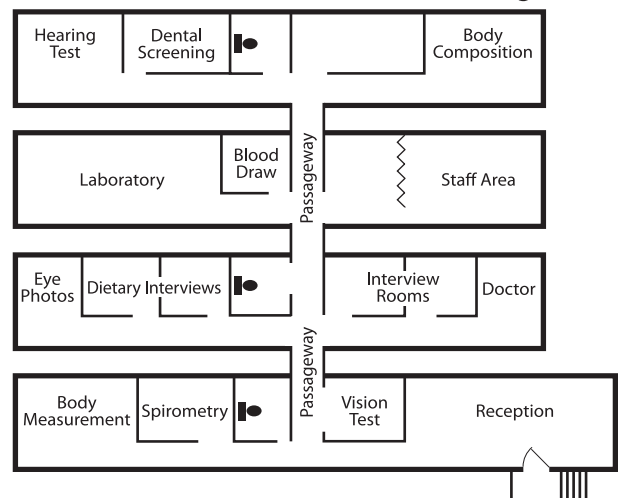 Hearing
Test
Dental
Screening
Body
Composition
Passageway
Laboratory
Blood
Draw
Staff Area
Eye
Photos
Dietary Interviews
Interview
Rooms
Doctor
Passageway
Body
Measurement
Spirometry
Vision
Test
Reception